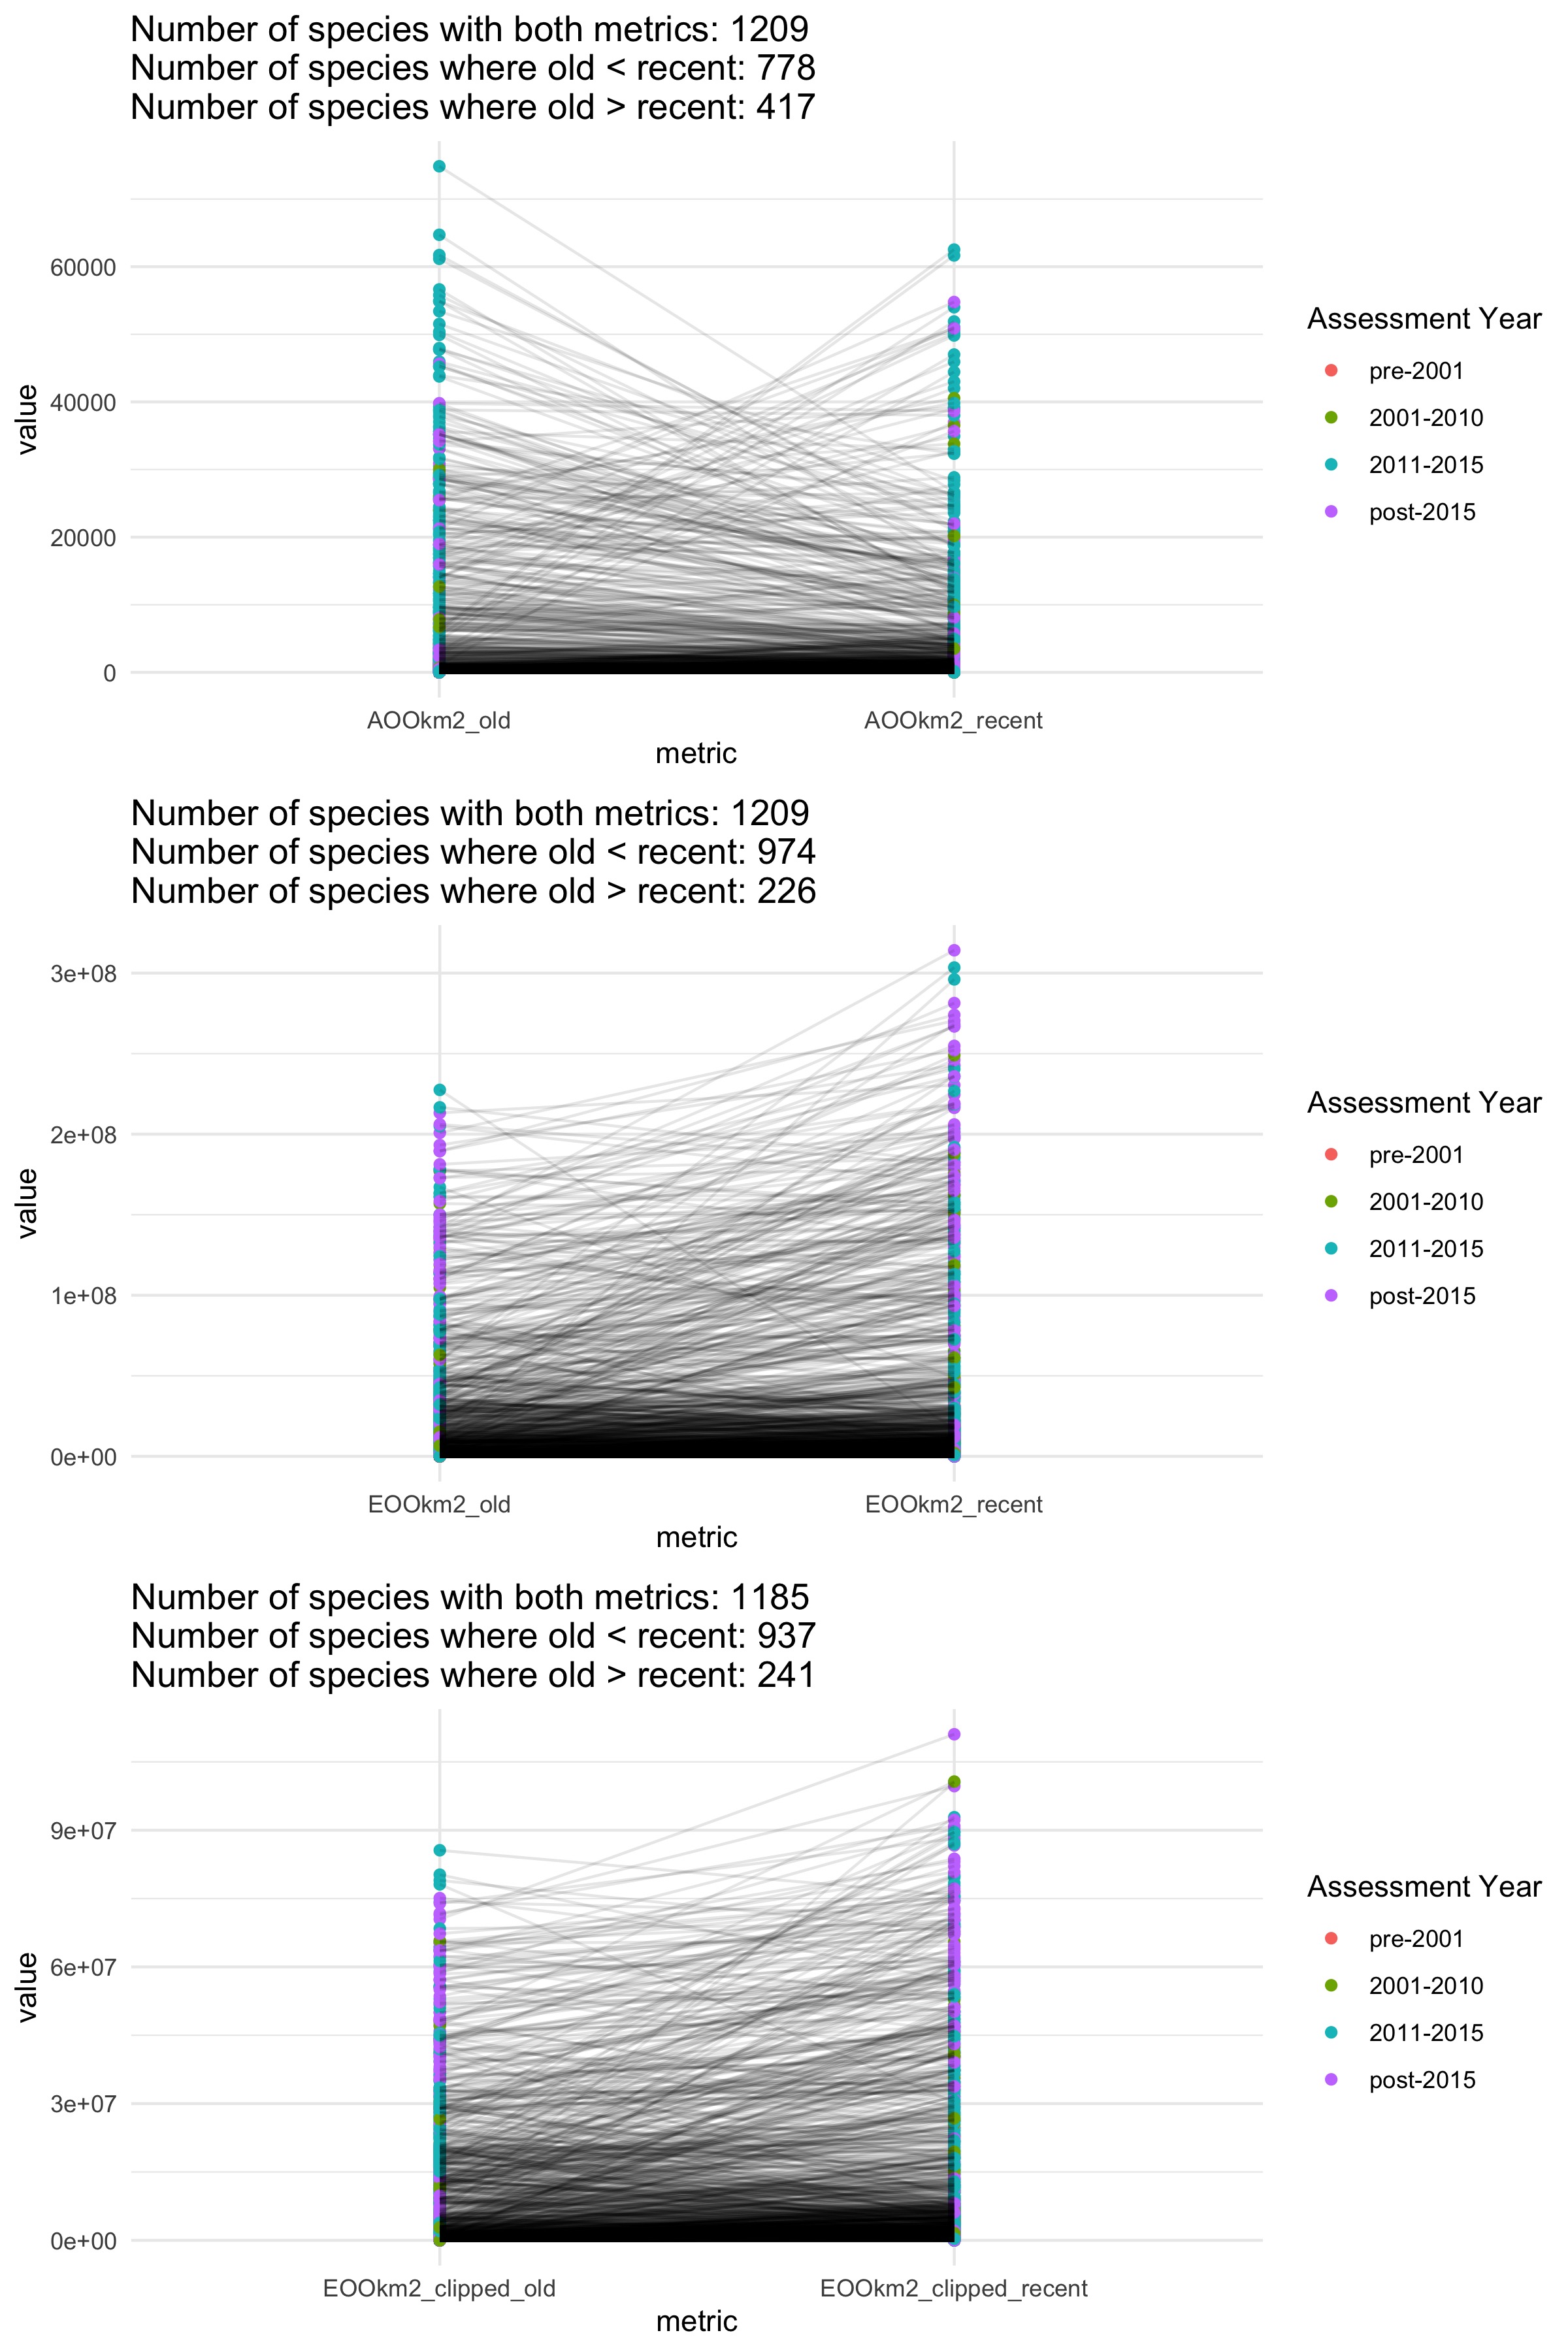 Number of species with both metrics: 1209
Number of species where old < recent: 778
Number of species where old > recent: 417
60000
40000
20000
0
value
AOOkm2_old
AOOkm2_recent
metric
Assessment Year
pre-2001
2001-2010
2011-2015
post-2015
Number of species with both metrics: 1209
Number of species where old < recent: 974
Number of species where old > recent: 226
3e+08
2e+08
1e+08
0e+00
value
EOOkm2_old
EOOkm2_recent
metric
Assessment Year
pre-2001
2001-2010
2011-2015
post-2015
Number of species with both metrics: 1185
Number of species where old < recent: 937
Number of species where old > recent: 241
9e+07
6e+07
3e+07
0e+00
value
EOOkm2_clipped_old
EOOkm2_clipped_recent
metric
Assessment Year
pre-2001
2001-2010
2011-2015
post-2015